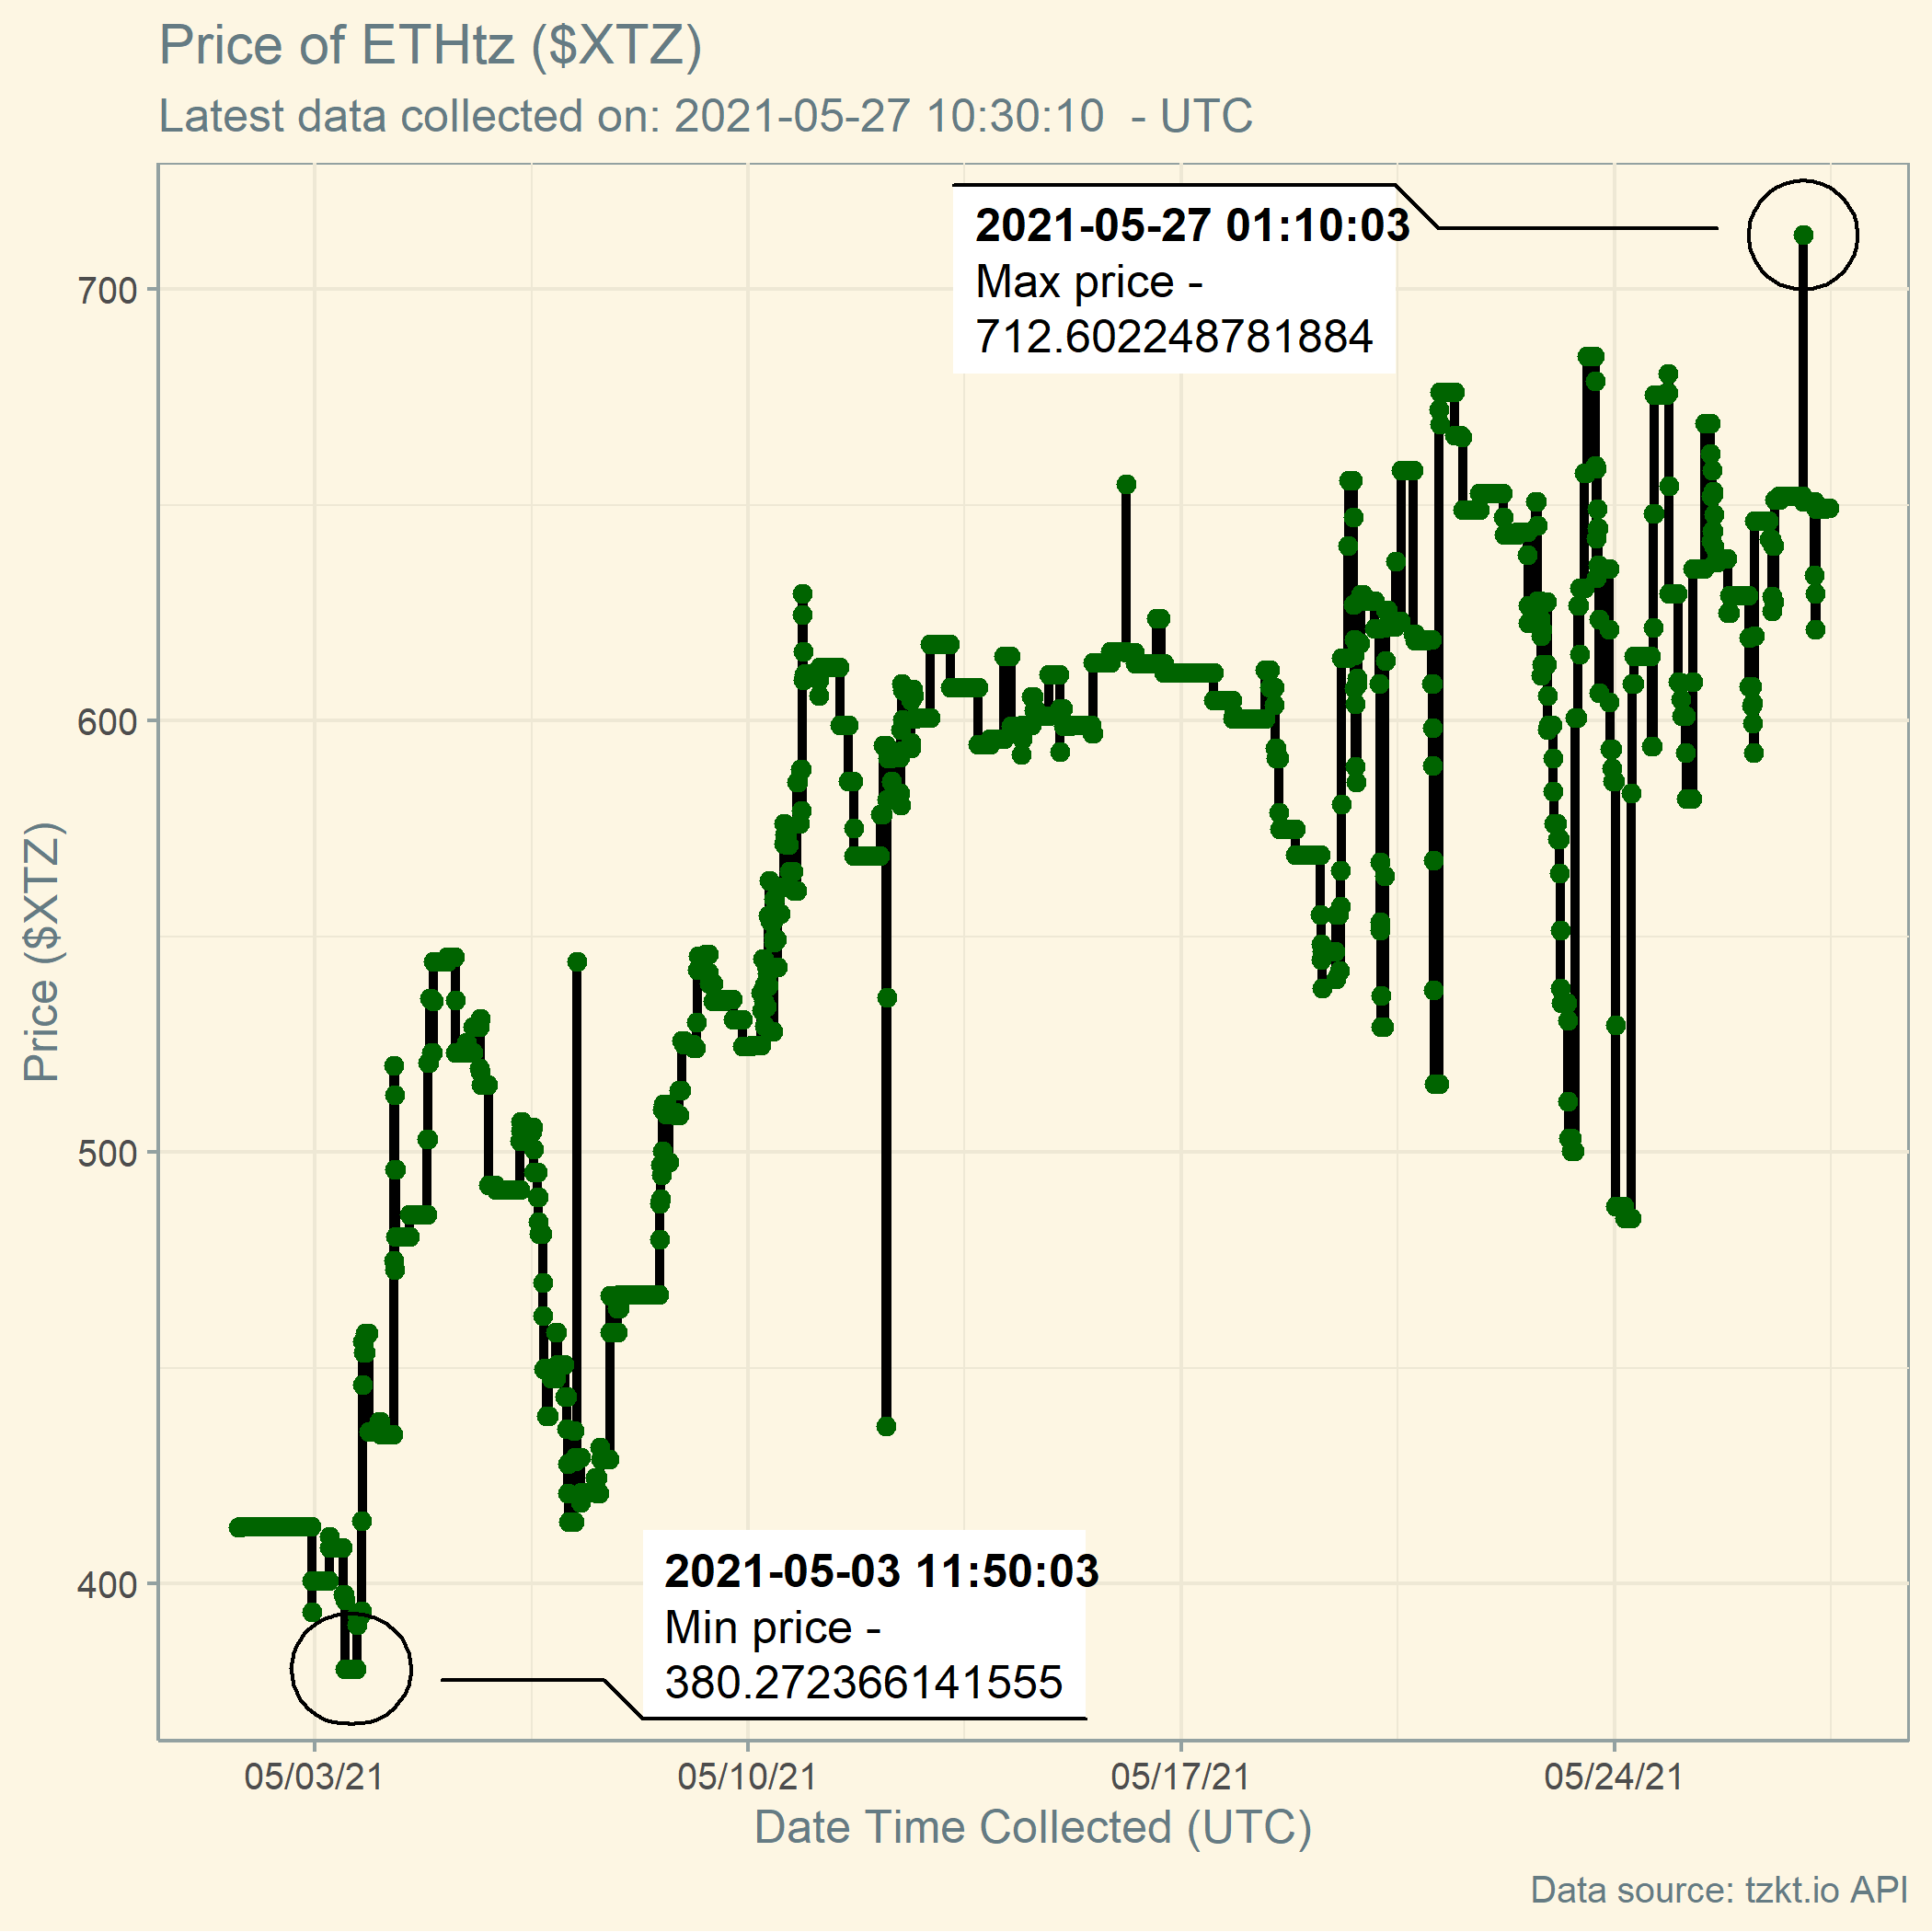 Price of ETHtz ($XTZ)
Latest data collected on: 2021-05-27 10:30:10  - UTC
2021-05-27 01:10:03
Max price -
712.602248781884
700
600
500
400
Price ($XTZ)
2021-05-03 11:50:03
Min price -
380.272366141555
05/03/21
05/10/21
05/17/21
05/24/21
Date Time Collected (UTC)
Data source: tzkt.io API